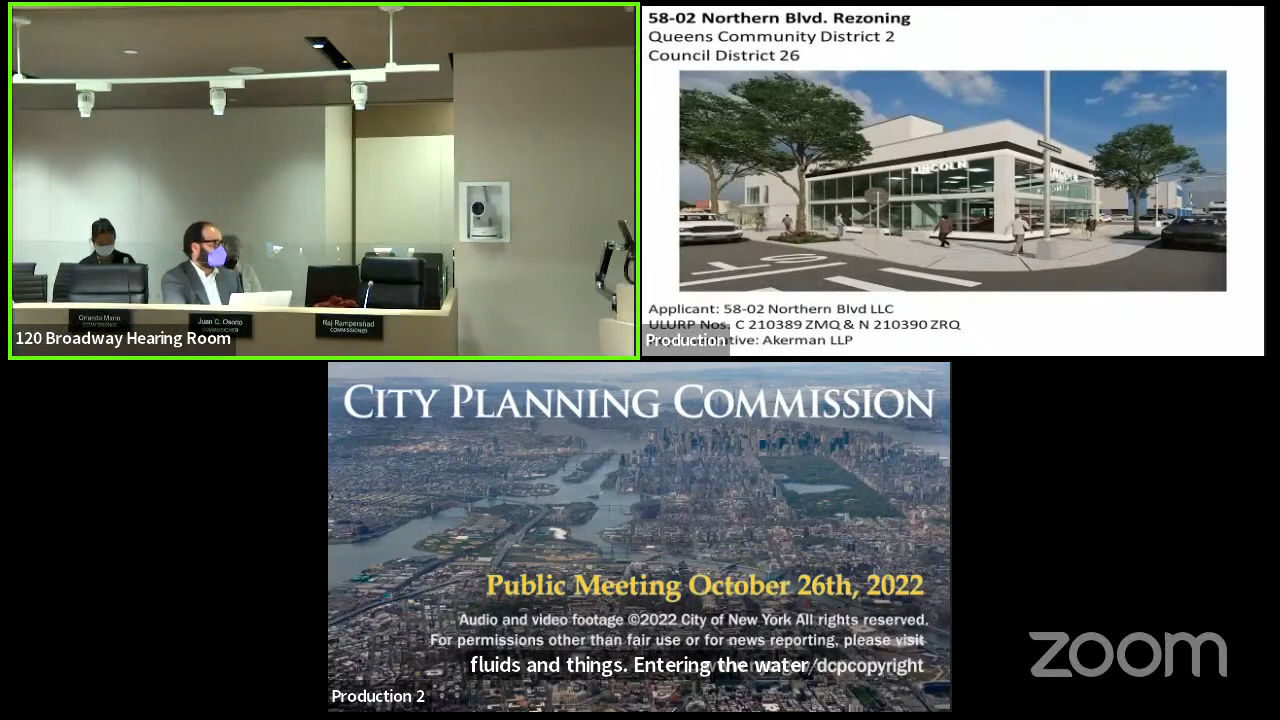 Orlando Marin
COMMISSIONER
Juan C. Osorio
COMMISSIONER
Raj Rampershad
COMMISSIONER
120 Broadway Hearing Room
58-02 Northern Blvd. Rezoning
Queens Community District 2
Council District 26
LINCOLN
Applicant: 58-02 Northern Blvd LLC
ULURP Nos. C 210389 ZMQ & N 210390 ZRQ
Akerman LLP
Production
CITY PLANNING COMMISSION
Public Meeting October 26th, 2022
Audio and video footage ©2022 City of New York All rights reserved.
For permissions other than fair use or for news reporting, please visit
/dcpcopyright
fluids and things. Entering the water
Production 2
zoom